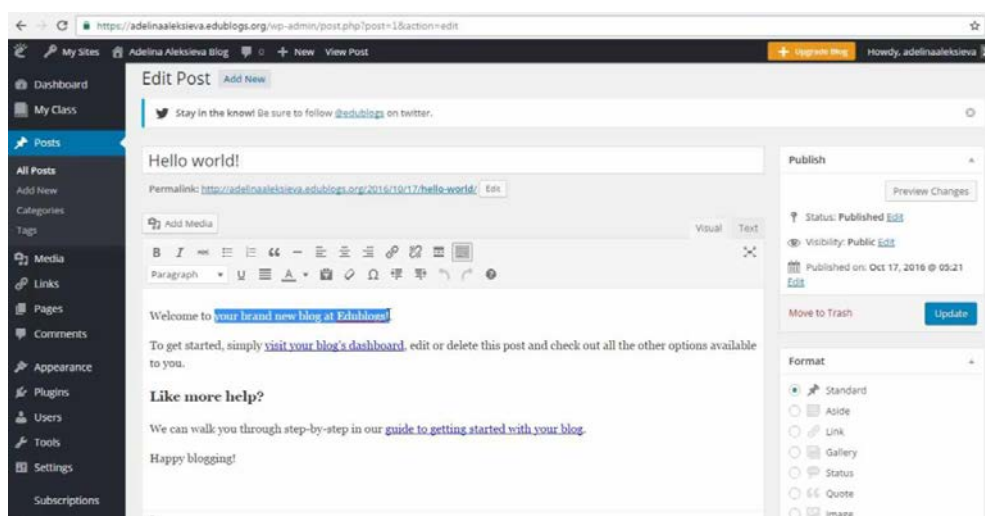 https://adelinaaleksieva.edublogs.org/wp-admin/post.php?post=1&action=edit
My Sites Adelina Aleksieva Blog 0 + New View Post
Upgrade Blog Howdy, adelinaaleksieva
Dashboard
My Class
Posts
All Posts
Add New
Categories
Tags
Media
Links
Pages
Comments
Appearance
Plugins
Users
Tools
Settings
Subscriptions
Edit Post Add New
Stay in the know! Be sure to follow @edublogs on twitter.
Hello world!
Permalink: http://adelinaaleksieva.edublogs.org/2016/10/17/hello-world/ Edit
Add Media
Visual Text
B I
Paragraph U A Ω
Welcome to your brand new blog at Edublogs!
To get started, simply visit your blog's dashboard, edit or delete this post and check out all the other options available
to you.
Like more help?
We can walk you through step-by-step in our guide to getting started with your blog.
Happy blogging!
Publish
Preview Changes
Status: Published Edit
Visibility: Public Edit
Published on: Oct 17, 2016 @ 05:21
Edit
Move to Trash Update
Format
Standard
Aside
Link
Gallery
Status
Quote
Image